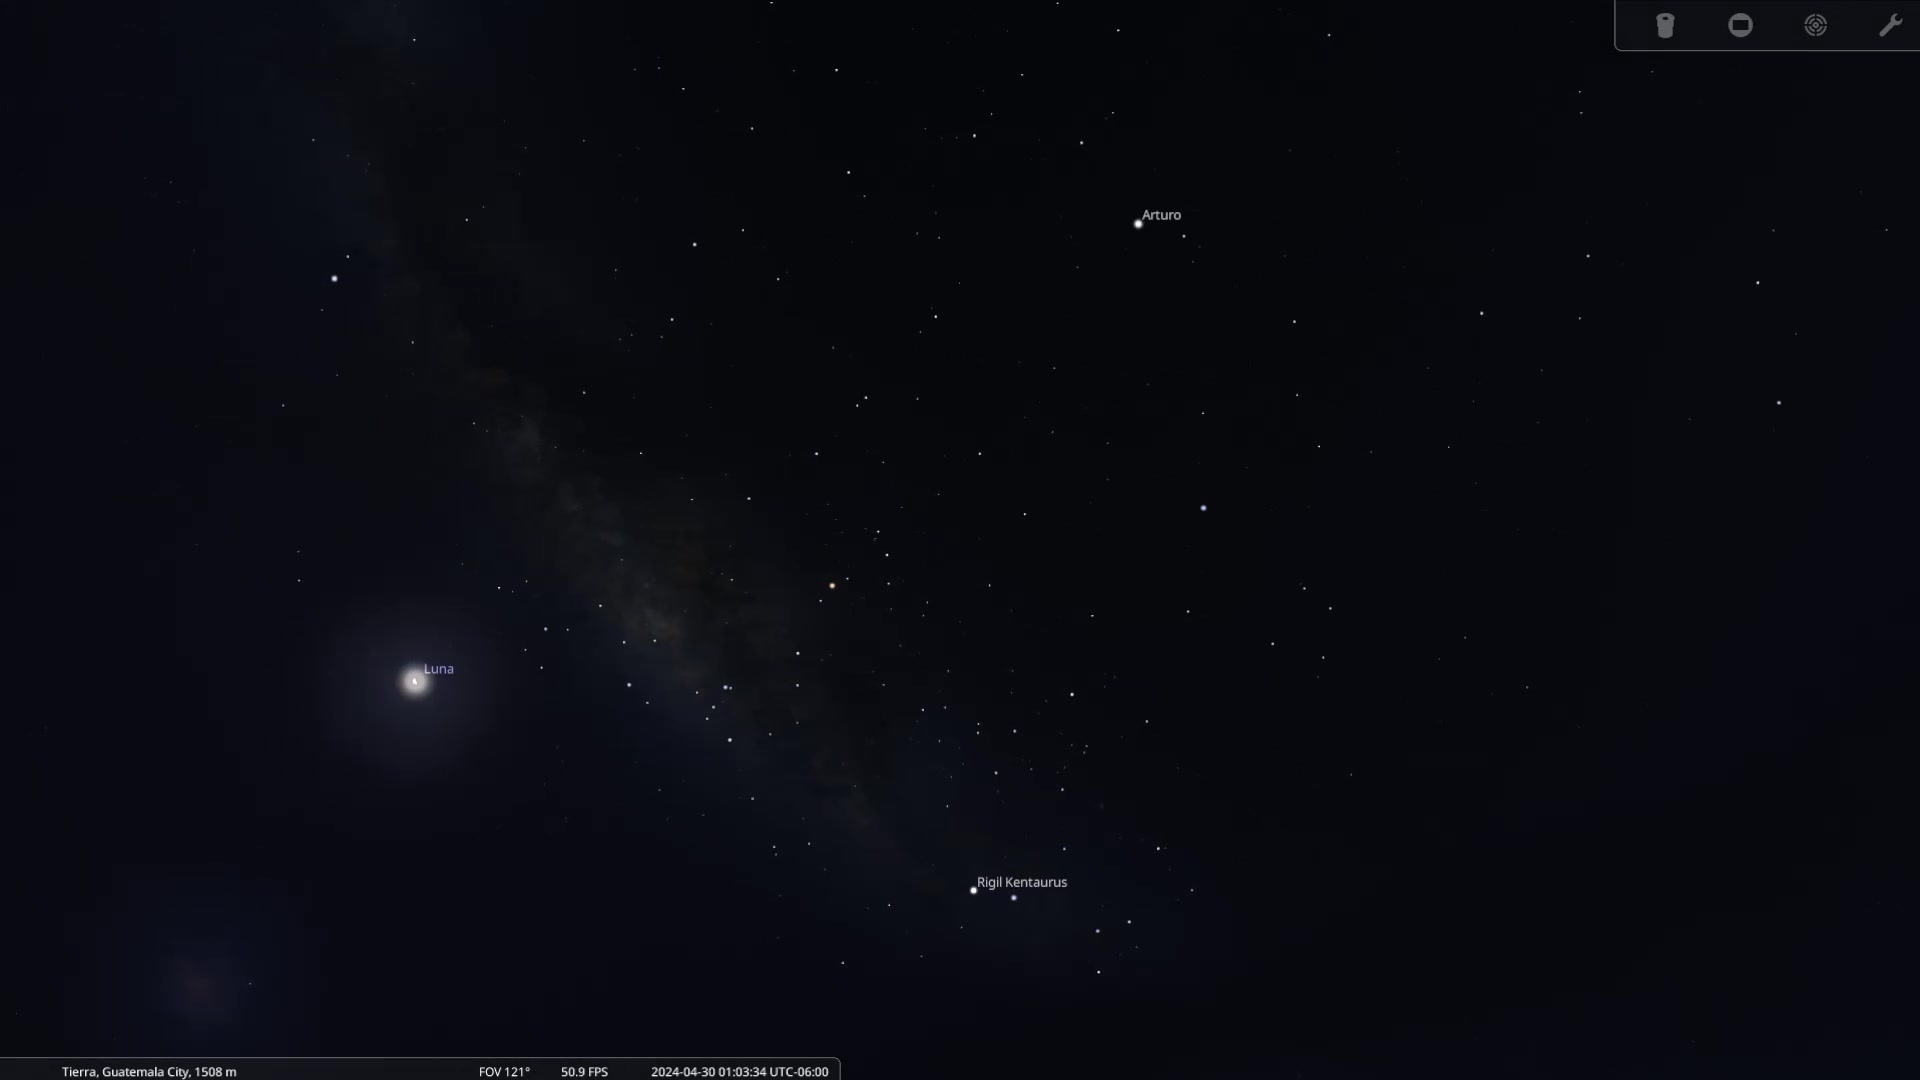 Arturo
Luna
Rigil Kentaurus
Tierra, Guatemala City, 1508 m FOV 121° 50.9 FPS 2024-04-30 01:03:34 UTC-06:00